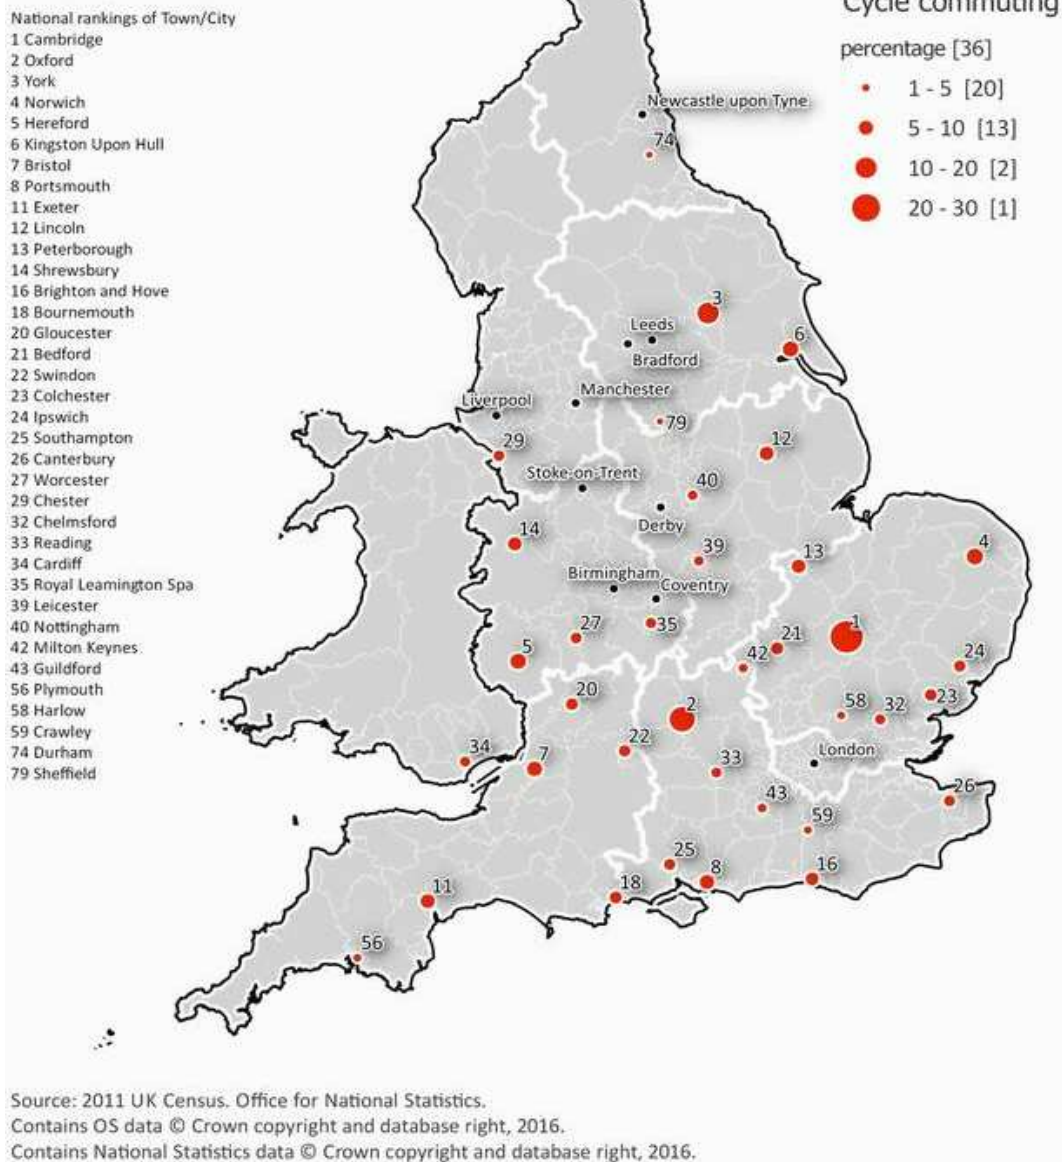 Cycle commuting
percentage [36]
1 - 5 [20]
5 - 10 [13]
10 - 20 [2]
20 - 30 [1]
National rankings of Town/City
1 Cambridge
2 Oxford
3 York
4 Norwich
5 Hereford
6 Kingston Upon Hull
7 Bristol
8 Portsmouth
11 Exeter
12 Lincoln
13 Peterborough
14 Shrewsbury
16 Brighton and Hove
18 Bournemouth
20 Gloucester
21 Bedford
22 Swindon
23 Colchester
24 Ipswich
25 Southampton
26 Canterbury
27 Worcester
29 Chester
32 Chelmsford
33 Reading
34 Cardiff
35 Royal Leamington Spa
39 Leicester
40 Nottingham
42 Milton Keynes
43 Guildford
56 Plymouth
58 Harlow
59 Crawley
74 Durham
79 Sheffield
Newcastle upon Tyne
74
3
Leeds
6
Bradford
Manchester
Liverpool
79
29
12
Stoke-on-Trent
40
Derby
14
39
13
4
Birmingham
Coventry
27
35
1
21
5
42
24
20
2
58
32
23
22
London
34
7
33
26
43
59
25
8
16
18
11
56
Source: 2011 UK Census. Office for National Statistics.
Contains OS data © Crown copyright and database right, 2016.
Contains National Statistics data © Crown copyright and database right, 2016.